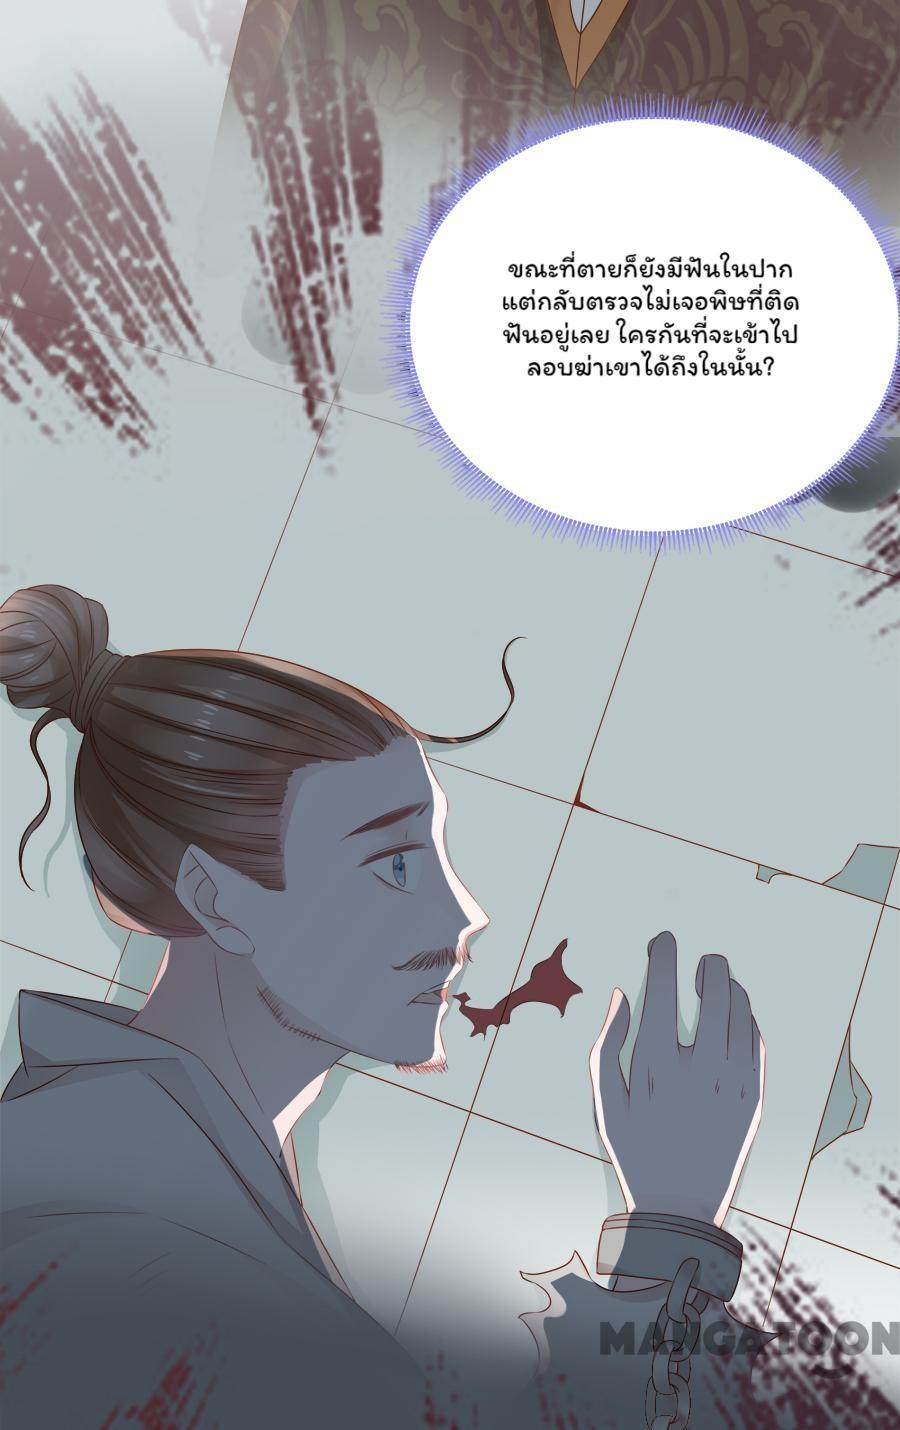 ขณะที่ตายก็ยังมีฟันในปาก
แต่กลับตรวจไม่เจอพิษที่ติด
ฟันอยู่เลย ใครกันที่จะเข้าไป
ลอบฆ่าเขาได้ถึงในนั้น?
MANGATOON